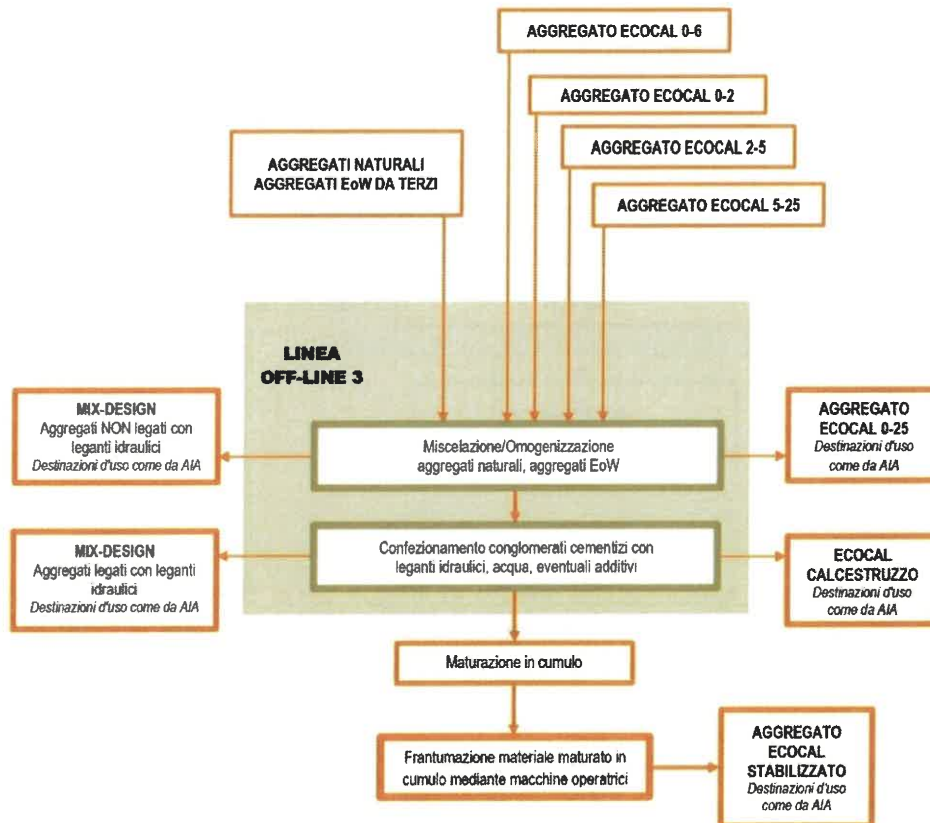 AGGREGATO ECOCAL 0-6
AGGREGATO ECOCAL 0-2
AGGREGATO ECOCAL 2-5
AGGREGATI NATURALI
AGGREGATI EoW DA TERZI
AGGREGATO ECOCAL 5-25
LINEA
OFF-LINE 3
MIX-DESIGN
Aggregati NON legati con
leganti idraulici
Destinazioni d'uso come da AIA
Miscelazione/Omogenizzazione
aggregati naturali, aggregati EoW
AGGREGATO
ECOCAL 0-25
Destinazioni d'uso
come da AIA
MIX-DESIGN
Aggregati legati con leganti
idraulici
Destinazioni d'uso come da AIA
Confezionamento conglomerati cementizi con
leganti idraulici, acqua, eventuali additivi
ECOCAL
CALCESTRUZZO
Destinazioni d'uso
come da AIA
Maturazione in cumulo
Frantumazione materiale maturato in
cumulo mediante macchine operatrici
AGGREGATO
ECOCAL
STABILIZZATO
Destinazioni d'uso
come da AIA